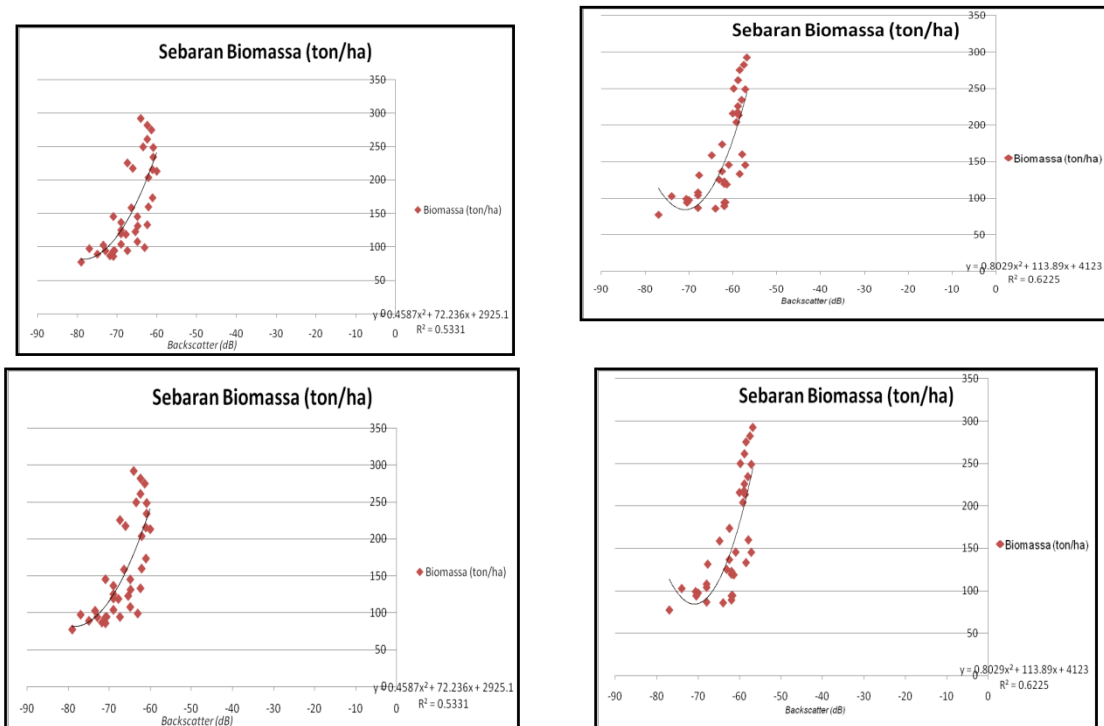 Sebaran Biomassa (ton/ha)
350
300
250
200
150
100
50
0
Biomassa (ton/ha)
y = 0.4587x² + 72.236x + 2925.1
R² = 0.5331
-90 -80 -70 -60 -50 -40 -30 -20 -10 0
Backscatter (dB)
Sebaran Biomassa (ton/ha)
350
300
250
200
150
100
50
0
Biomassa (ton/ha)
y = 0.8029x² + 113.89x + 4123
R² = 0.6225
-90 -80 -70 -60 -50 -40 -30 -20 -10 0
Backscatter (dB)
Sebaran Biomassa (ton/ha)
350
300
250
200
150
100
50
0
Biomassa (ton/ha)
y = 0.4587x² + 72.236x + 2925.1
R² = 0.5331
-90 -80 -70 -60 -50 -40 -30 -20 -10 0
Backscatter (dB)
Sebaran Biomassa (ton/ha)
350
300
250
200
150
100
50
0
Biomassa (ton/ha)
y = 0.8029x² + 113.89x + 4123
R² = 0.6225
-90 -80 -70 -60 -50 -40 -30 -20 -10 0
Backscatter (dB)